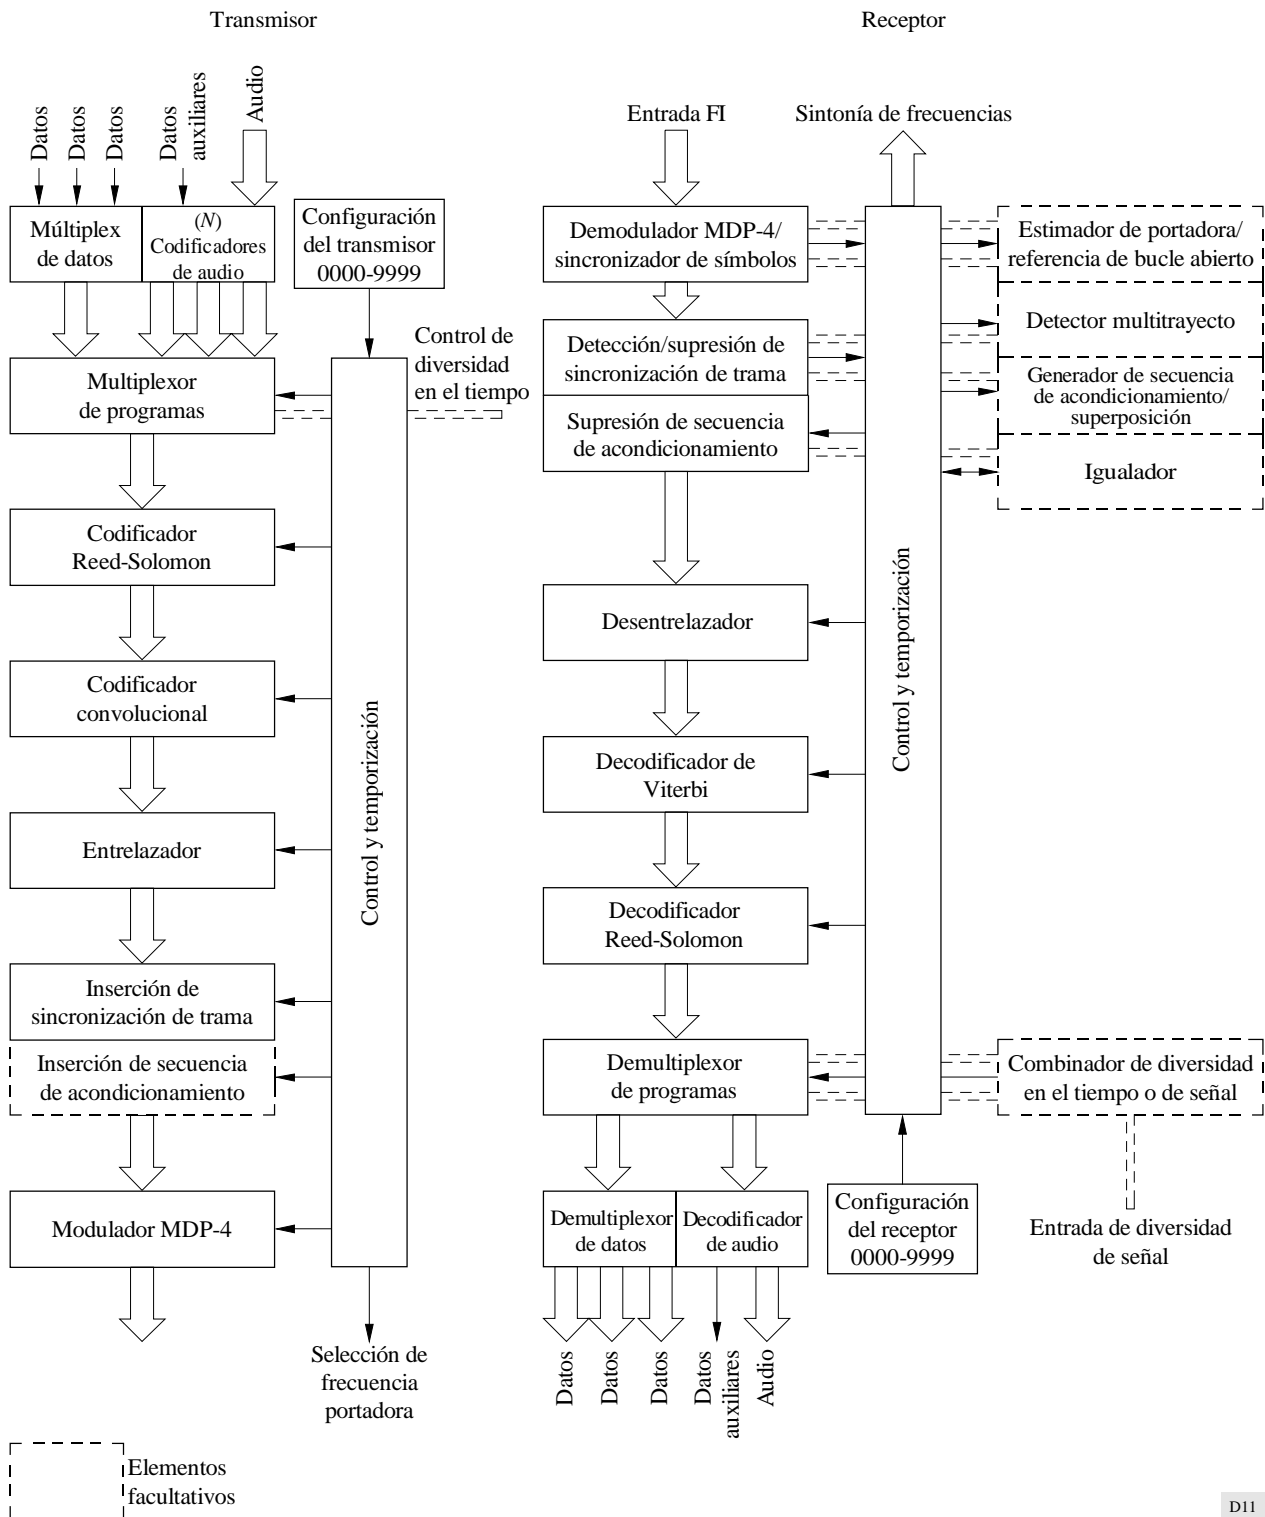 Transmisor
Receptor
Datos
Datos
Datos
Datos
auxiliares
Audio
Múltiplex
de datos
(N)
Codificadores
de audio
Configuración
del transmisor
0000-9999
Control de
diversidad
en el tiempo
Multiplexor
de programas
Codificador
Reed-Solomon
Codificador
convolucional
Entrelazador
Inserción de
sincronización de trama
Inserción de secuencia
de acondicionamiento
Modulador MDP-4
Control y temporización
Selección de
frecuencia
portadora
Entrada FI
Sintonía de frecuencias
Demodulador MDP-4/
sincronizador de símbolos
Detección/supresión de
sincronización de trama
Supresión de secuencia
de acondicionamiento
Desentrelazador
Decodificador de
Viterbi
Decodificador
Reed-Solomon
Demultiplexor
de programas
Demultiplexor
de datos
Decodificador
de audio
Datos
Datos
Datos
Datos
auxiliares
Audio
Control y temporización
Configuración
del receptor
0000-9999
Estimador de portadora/
referencia de bucle abierto
Detector multitrayecto
Generador de secuencia
de acondicionamiento/
superposición
Igualador
Combinador de diversidad
en el tiempo o de señal
Entrada de diversidad
de señal
Elementos
facultativos
D11